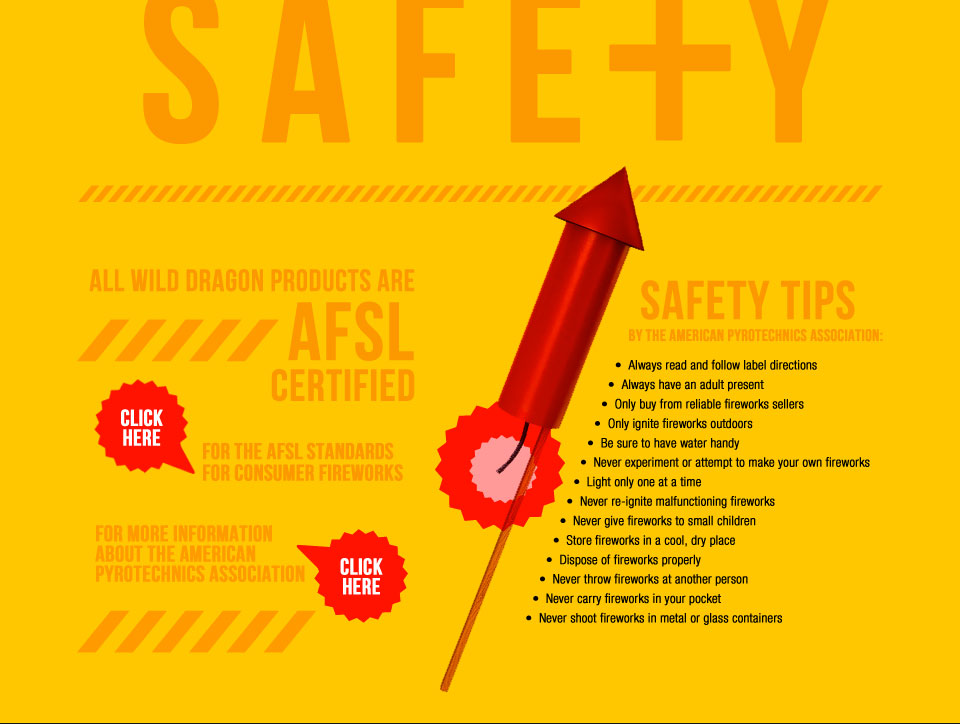 SAFETY
ALL WILD DRAGON PRODUCTS ARE
AFSL
CERTIFIED
CLICK
HERE
FOR THE AFSL STANDARDS
FOR CONSUMER FIREWORKS
FOR MORE INFORMATION
ABOUT THE AMERICAN
PYROTECHNICS ASSOCIATION
CLICK
HERE
SAFETY TIPS
BY THE AMERICAN PYROTECHNICS ASSOCIATION:
• Always read and follow label directions
• Always have an adult present
• Only buy from reliable fireworks sellers
• Only ignite fireworks outdoors
• Be sure to have water handy
• Never experiment or attempt to make your own fireworks
• Light only one at a time
• Never re-ignite malfunctioning fireworks
• Never give fireworks to small children
• Store fireworks in a cool, dry place
• Dispose of fireworks properly
• Never throw fireworks at another person
• Never carry fireworks in your pocket
• Never shoot fireworks in metal or glass containers